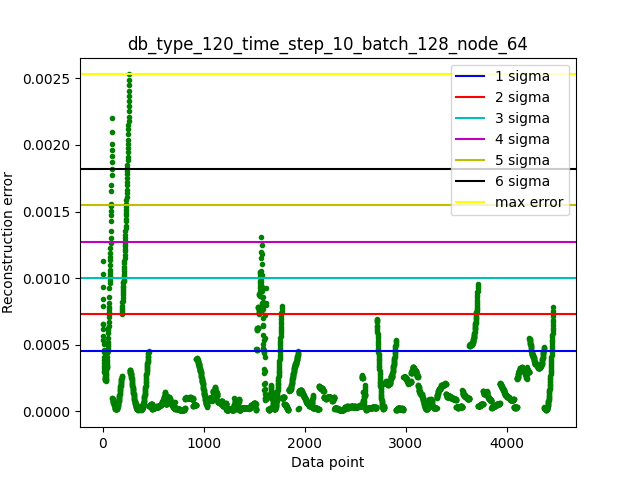 db_type_120_time_step_10_batch_128_node_64
0.0025
0.0020
0.0015
0.0010
0.0005
0.0000
Reconstruction error
1 sigma
2 sigma
3 sigma
4 sigma
5 sigma
6 sigma
max error
0 1000 2000 3000 4000
Data point